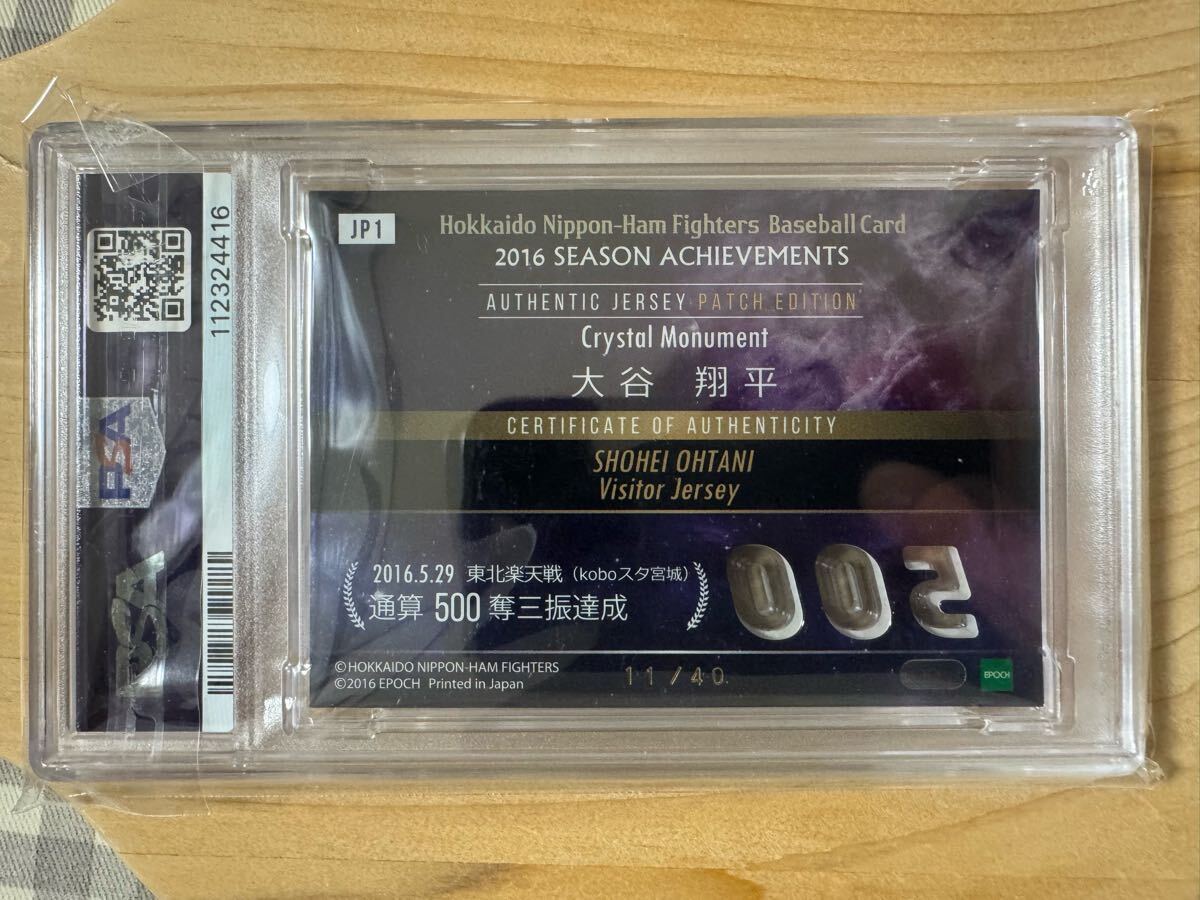 112324416
PSA
PSA
JP1
Hokkaido Nippon-Ham Fighters Baseball Card
2016 SEASON ACHIEVEMENTS
AUTHENTIC JERSEY PATCH EDITION
Crystal Monument
大谷 翔平
CERTIFICATE OF AUTHENTICITY
SHOHEI OHTANI
Visitor Jersey
2016.5.29 東北楽天戦（koboスタ宮城）
通算 500 奪三振達成
002
©HOKKAIDO NIPPON-HAM FIGHTERS
©2016 EPOCH Printed in Japan
11/40
EPOCH